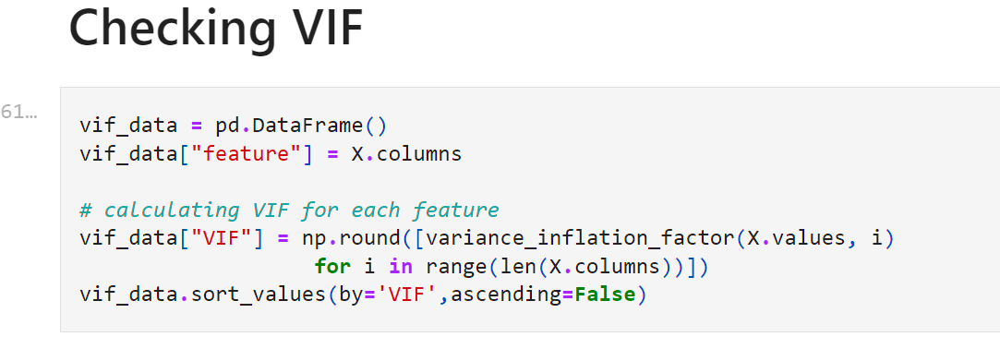 Checking VIF
61...
vif_data = pd.DataFrame()
vif_data["feature"] = X.columns
# calculating VIF for each feature
vif_data["VIF"] = np.round([variance_inflation_factor(X.values, i)
for i in range(len(X.columns))])
vif_data.sort_values(by='VIF',ascending=False)